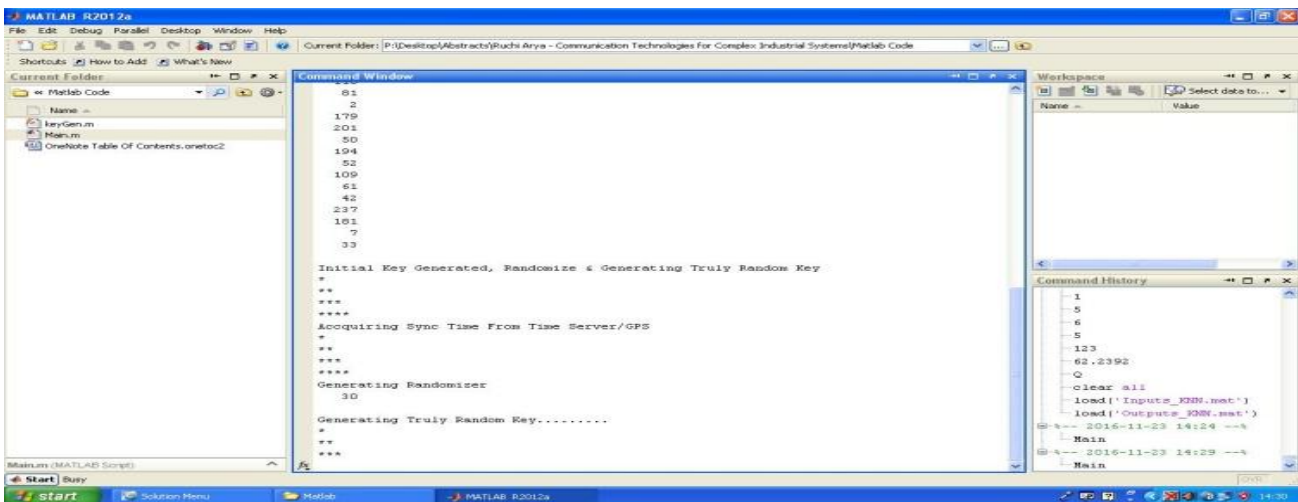 MATLAB R2012a
File Edit Debug Parallel Desktop Window Help
Current Folder: P:\Desktop\Abstracts\Ruchi Arya - Communication Technologies for Complex Industrial Systems\Matlab Code
Shortcuts How to Add What's New
Current Folder
« Matlab Code
Name
keyGen.m
Main.m
OneNote Table Of Contents.onetoc2
Main.m (MATLAB Script)
Command Window
81
2
179
201
50
194
52
109
61
42
237
181
7
33
Initial Key Generated, Randomize & Generating Truly Random Key
*
**
***
****
Accquiring Sync Time From Time Server/GPS
*
**
***
****
Generating Randomizer
30
Generating Truly Random Key.........
*
**
***
fx
Workspace
Select data to...
Name Value
Command History
1
5
6
5
123
62.2392
Q
clear all
load('Inputs_KNN.mat')
load('Outputs_KNN.mat')
%-- 2016-11-23 14:24 --%
Main
%-- 2016-11-23 14:29 --%
Main
Start Busy
OVR
start Solution Menu Matlab MATLAB R2012a 14:30